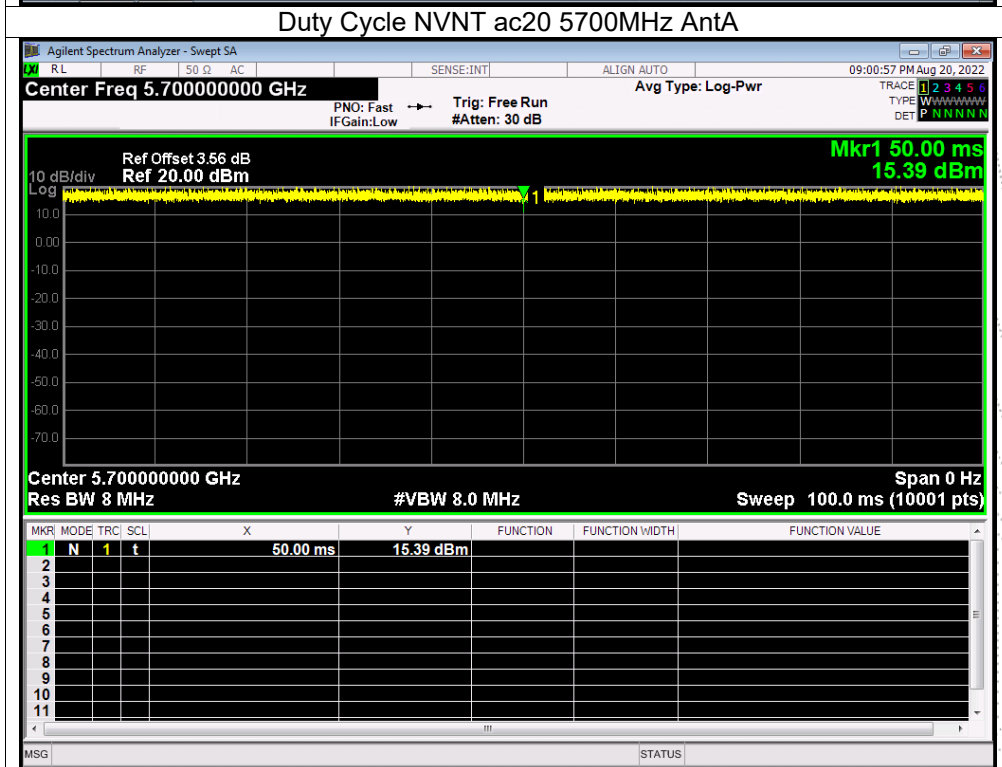 Duty Cycle NVNT ac20 5700MHz AntA
Agilent Spectrum Analyzer - Swept SA
LXI RL RF 50 Ω AC SENSE:INT ALIGN AUTO 09:00:57 PM Aug 20, 2022
Center Freq 5.700000000 GHz Avg Type: Log-Pwr TRACE 1 2 3 4 5 6
PNO: Fast Trig: Free Run TYPE WWWWWW
IFGain:Low #Atten: 30 dB DET P N N N N N
Mkr1 50.00 ms
Ref Offset 3.56 dB
10 dB/div Ref 20.00 dBm 15.39 dBm
Log
1
10.0
0.00
-10.0
-20.0
-30.0
-40.0
-50.0
-60.0
-70.0
Center 5.700000000 GHz Span 0 Hz
Res BW 8 MHz #VBW 8.0 MHz Sweep 100.0 ms (10001 pts)
MKR MODE TRC SCL X Y FUNCTION FUNCTION WIDTH FUNCTION VALUE
1 N 1 t 50.00 ms 15.39 dBm
2
3
4
5
6
7
8
9
10
11
MSG STATUS